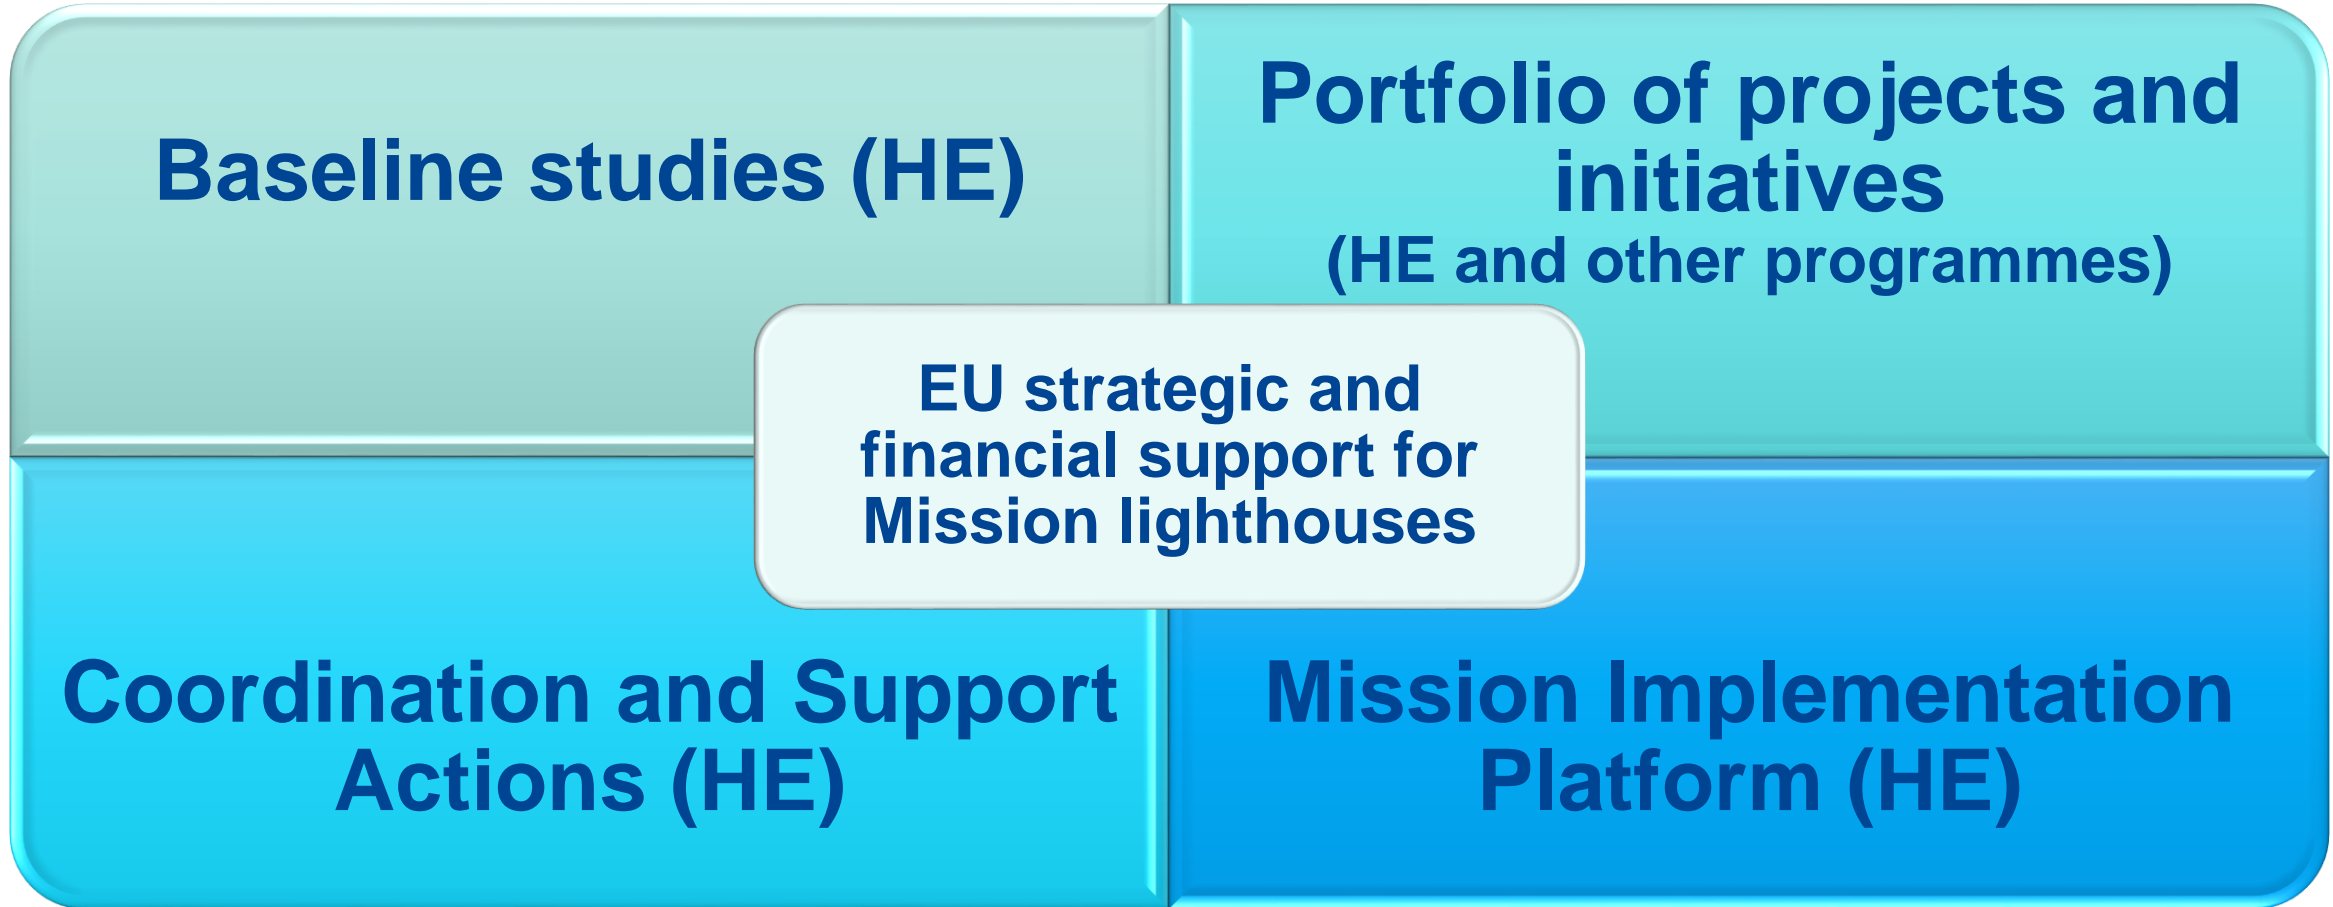 Baseline studies (HE)
Portfolio of projects and
initiatives
(HE and other programmes)
EU strategic and
financial support for
Mission lighthouses
Coordination and Support
Actions (HE)
Mission Implementation
Platform (HE)